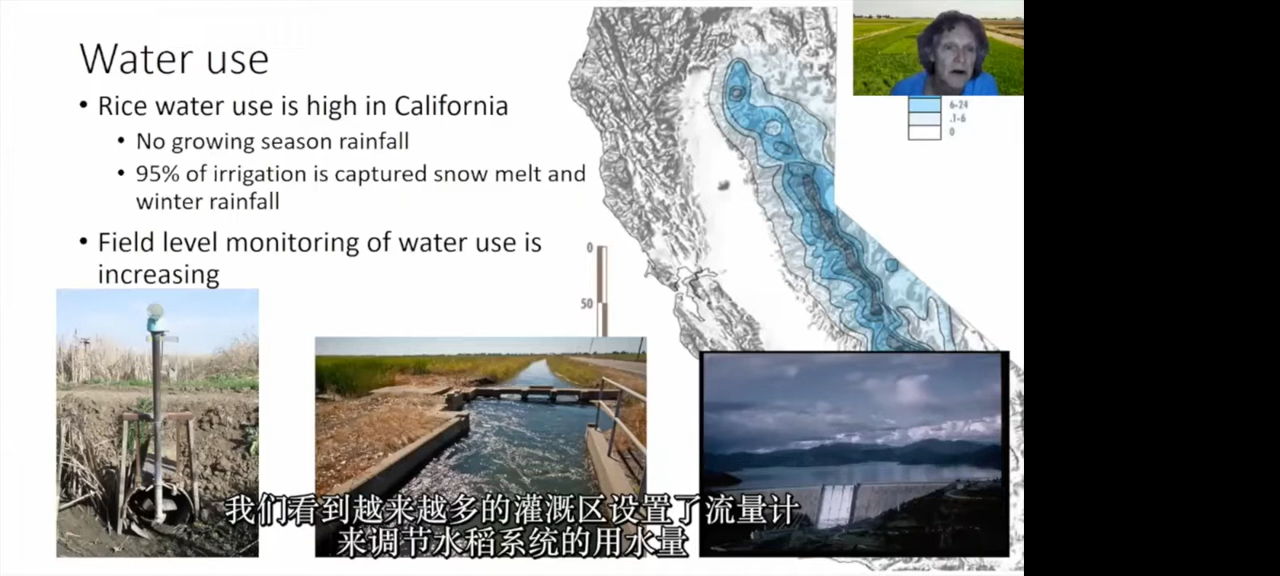 Water use
• Rice water use is high in California
• No growing season rainfall
• 95% of irrigation is captured snow melt and
winter rainfall
• Field level monitoring of water use is
increasing
6-24
.1-6
0
0
50
我们看到越来越多的灌溉区设置了流量计
来调节水稻系统的用水量